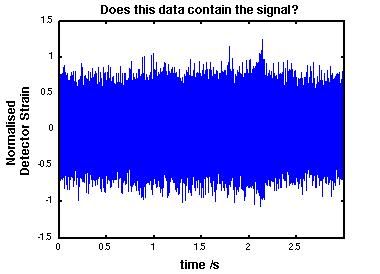 Does this data contain the signal?
1.5
1
0.5
0
-0.5
-1
-1.5
Normalised
Detector Strain
0 0.5 1 1.5 2 2.5
time /s